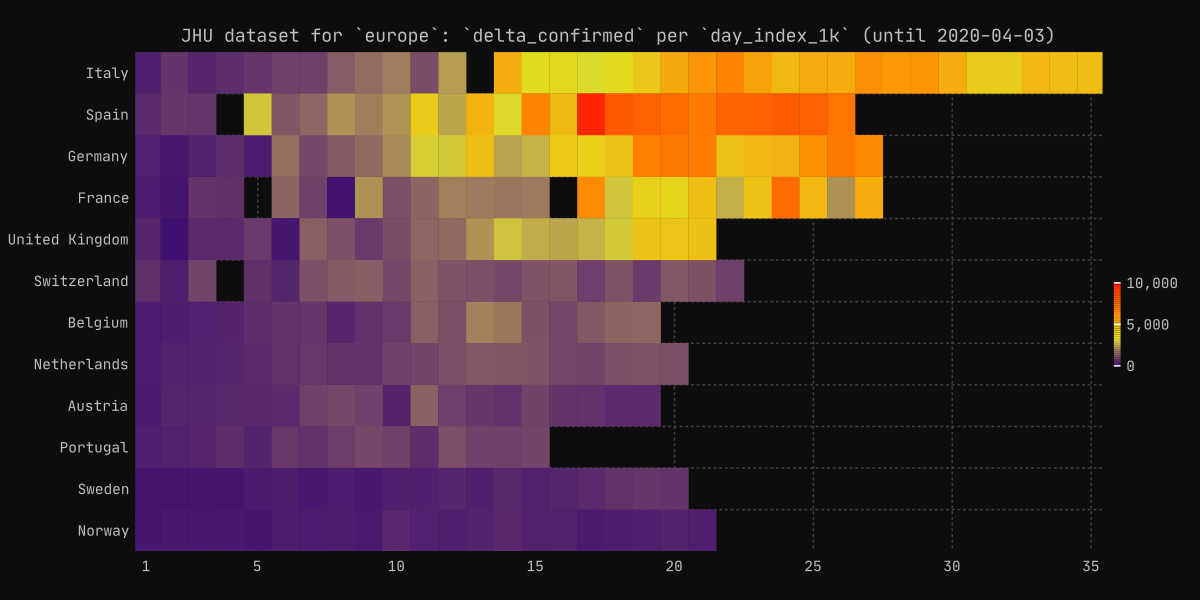 JHU dataset for `europe`: `delta_confirmed` per `day_index_1k` (until 2020-04-03)
Italy
Spain
Germany
France
United Kingdom
Switzerland
Belgium
Netherlands
Austria
Portugal
Sweden
Norway
1 5 10 15 20 25 30 35
10,000
5,000
0